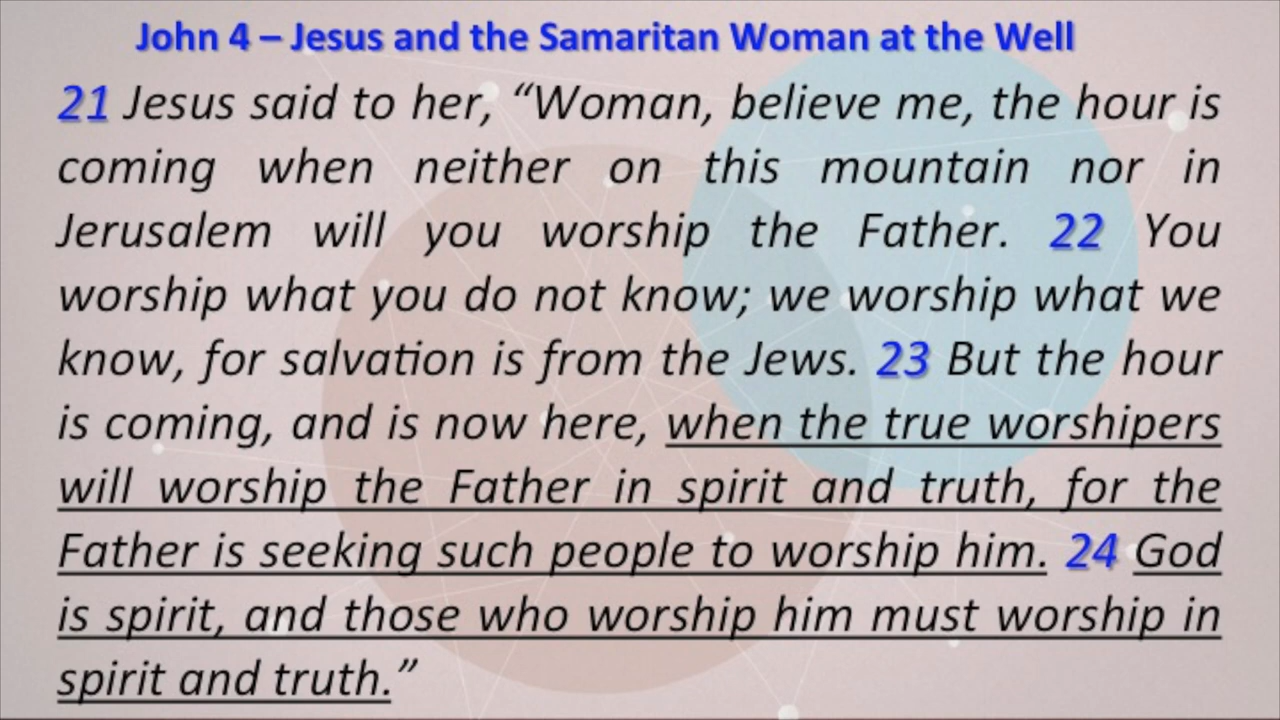 John 4 – Jesus and the Samaritan Woman at the Well
21 Jesus said to her, “Woman, believe me, the hour is
coming when neither on this mountain nor in
Jerusalem will you worship the Father. 22 You
worship what you do not know; we worship what we
know, for salvation is from the Jews. 23 But the hour
is coming, and is now here, when the true worshipers
will worship the Father in spirit and truth, for the
Father is seeking such people to worship him. 24 God
is spirit, and those who worship him must worship in
spirit and truth.”